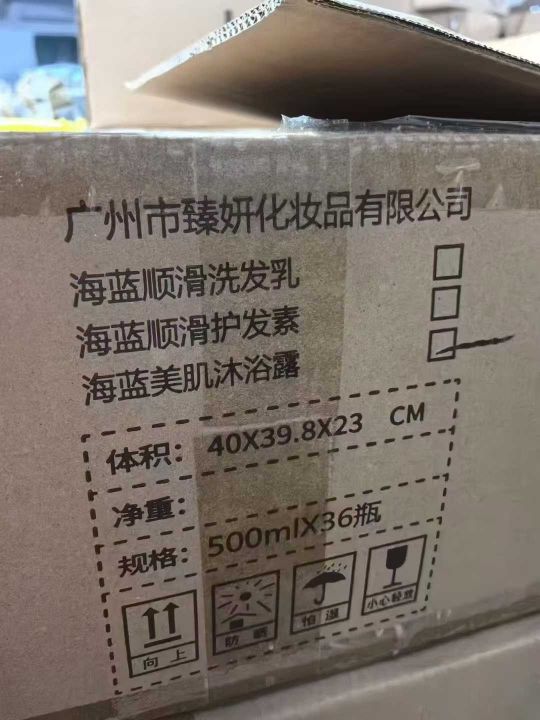 广州市臻妍化妆品有限公司
海蓝顺滑洗发乳 □
海蓝顺滑护发素 □
海蓝美肌沐浴露 □
体积： 40X39.8X23 CM
净重：
规格： 500mlX36瓶
向上 防晒 怕湿 小心轻放